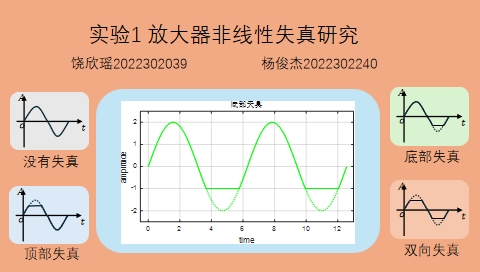 实验1 放大器非线性失真研究
饶欣瑶2022302039 杨俊杰2022302240
A
o
t
没有失真
A
o
t
顶部失真
底部失真
amplitude
2
1
0
-1
-2
0 2 4 6 8 10 12
time
A
o
t
底部失真
A
o
t
双向失真